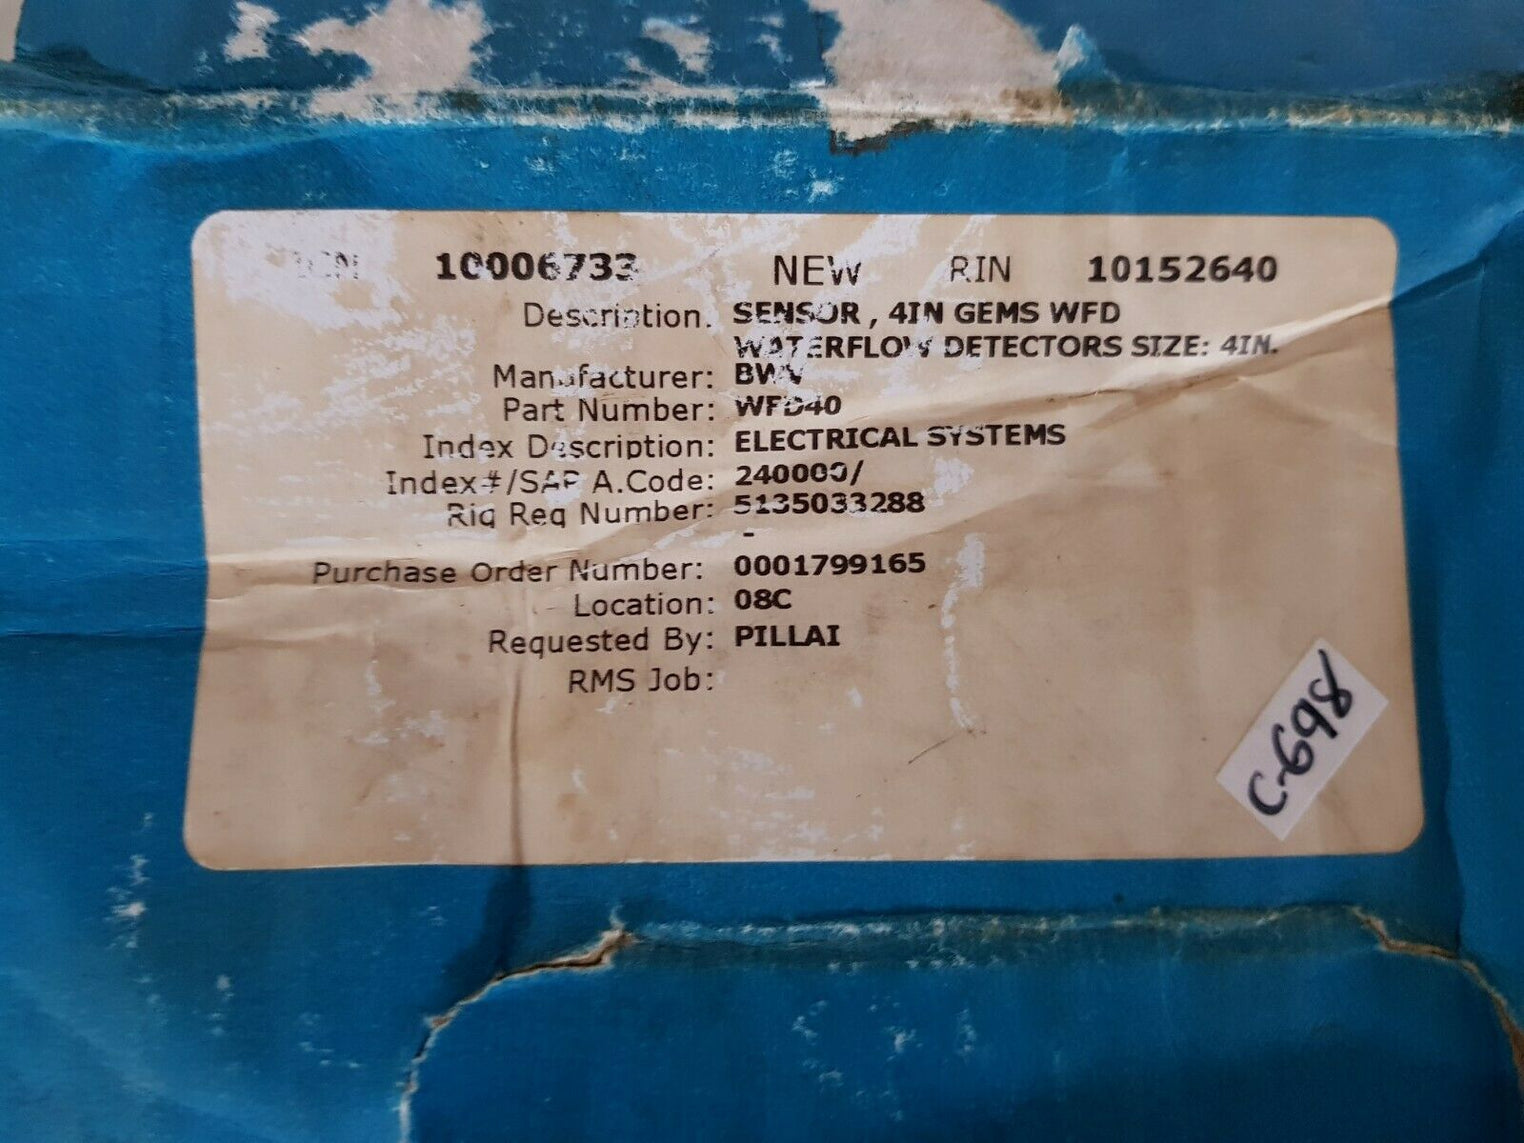 10006733 NEW RIN 10152640
Description: SENSOR, 4IN GEMS WFD
WATERFLOW DETECTORS SIZE: 4IN.
Manufacturer: BWV
Part Number: WFD40
Index Description: ELECTRICAL SYSTEMS
Index#/SAP A.Code: 240000/
Rig Req Number: 5135033288
-
Purchase Order Number: 0001799165
Location: 08C
Requested By: PILLAI
RMS Job:
C-698